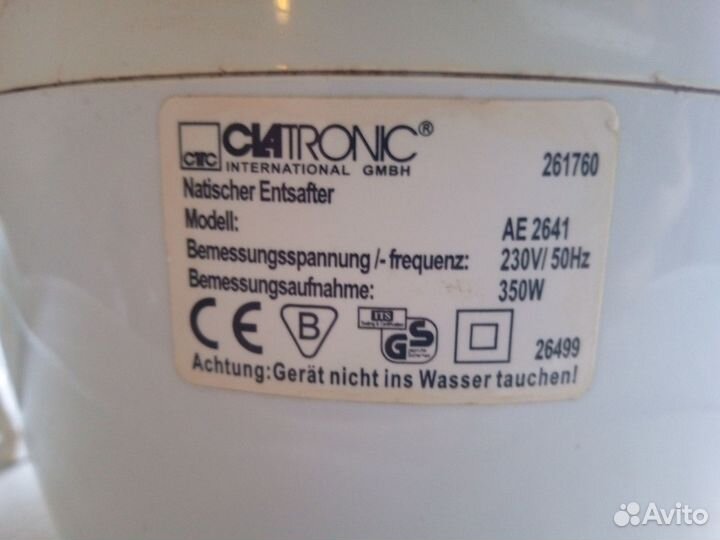 CTC CLATRONIC®
INTERNATIONAL GMBH 261760
Natischer Entsafter
Modell: AE 2641
Bemessungsspannung /- frequenz: 230V/ 50Hz
Bemessungsaufnahme: 350W
CE B ITS GS 26499
Achtung:Gerät nicht ins Wasser tauchen!
Avito